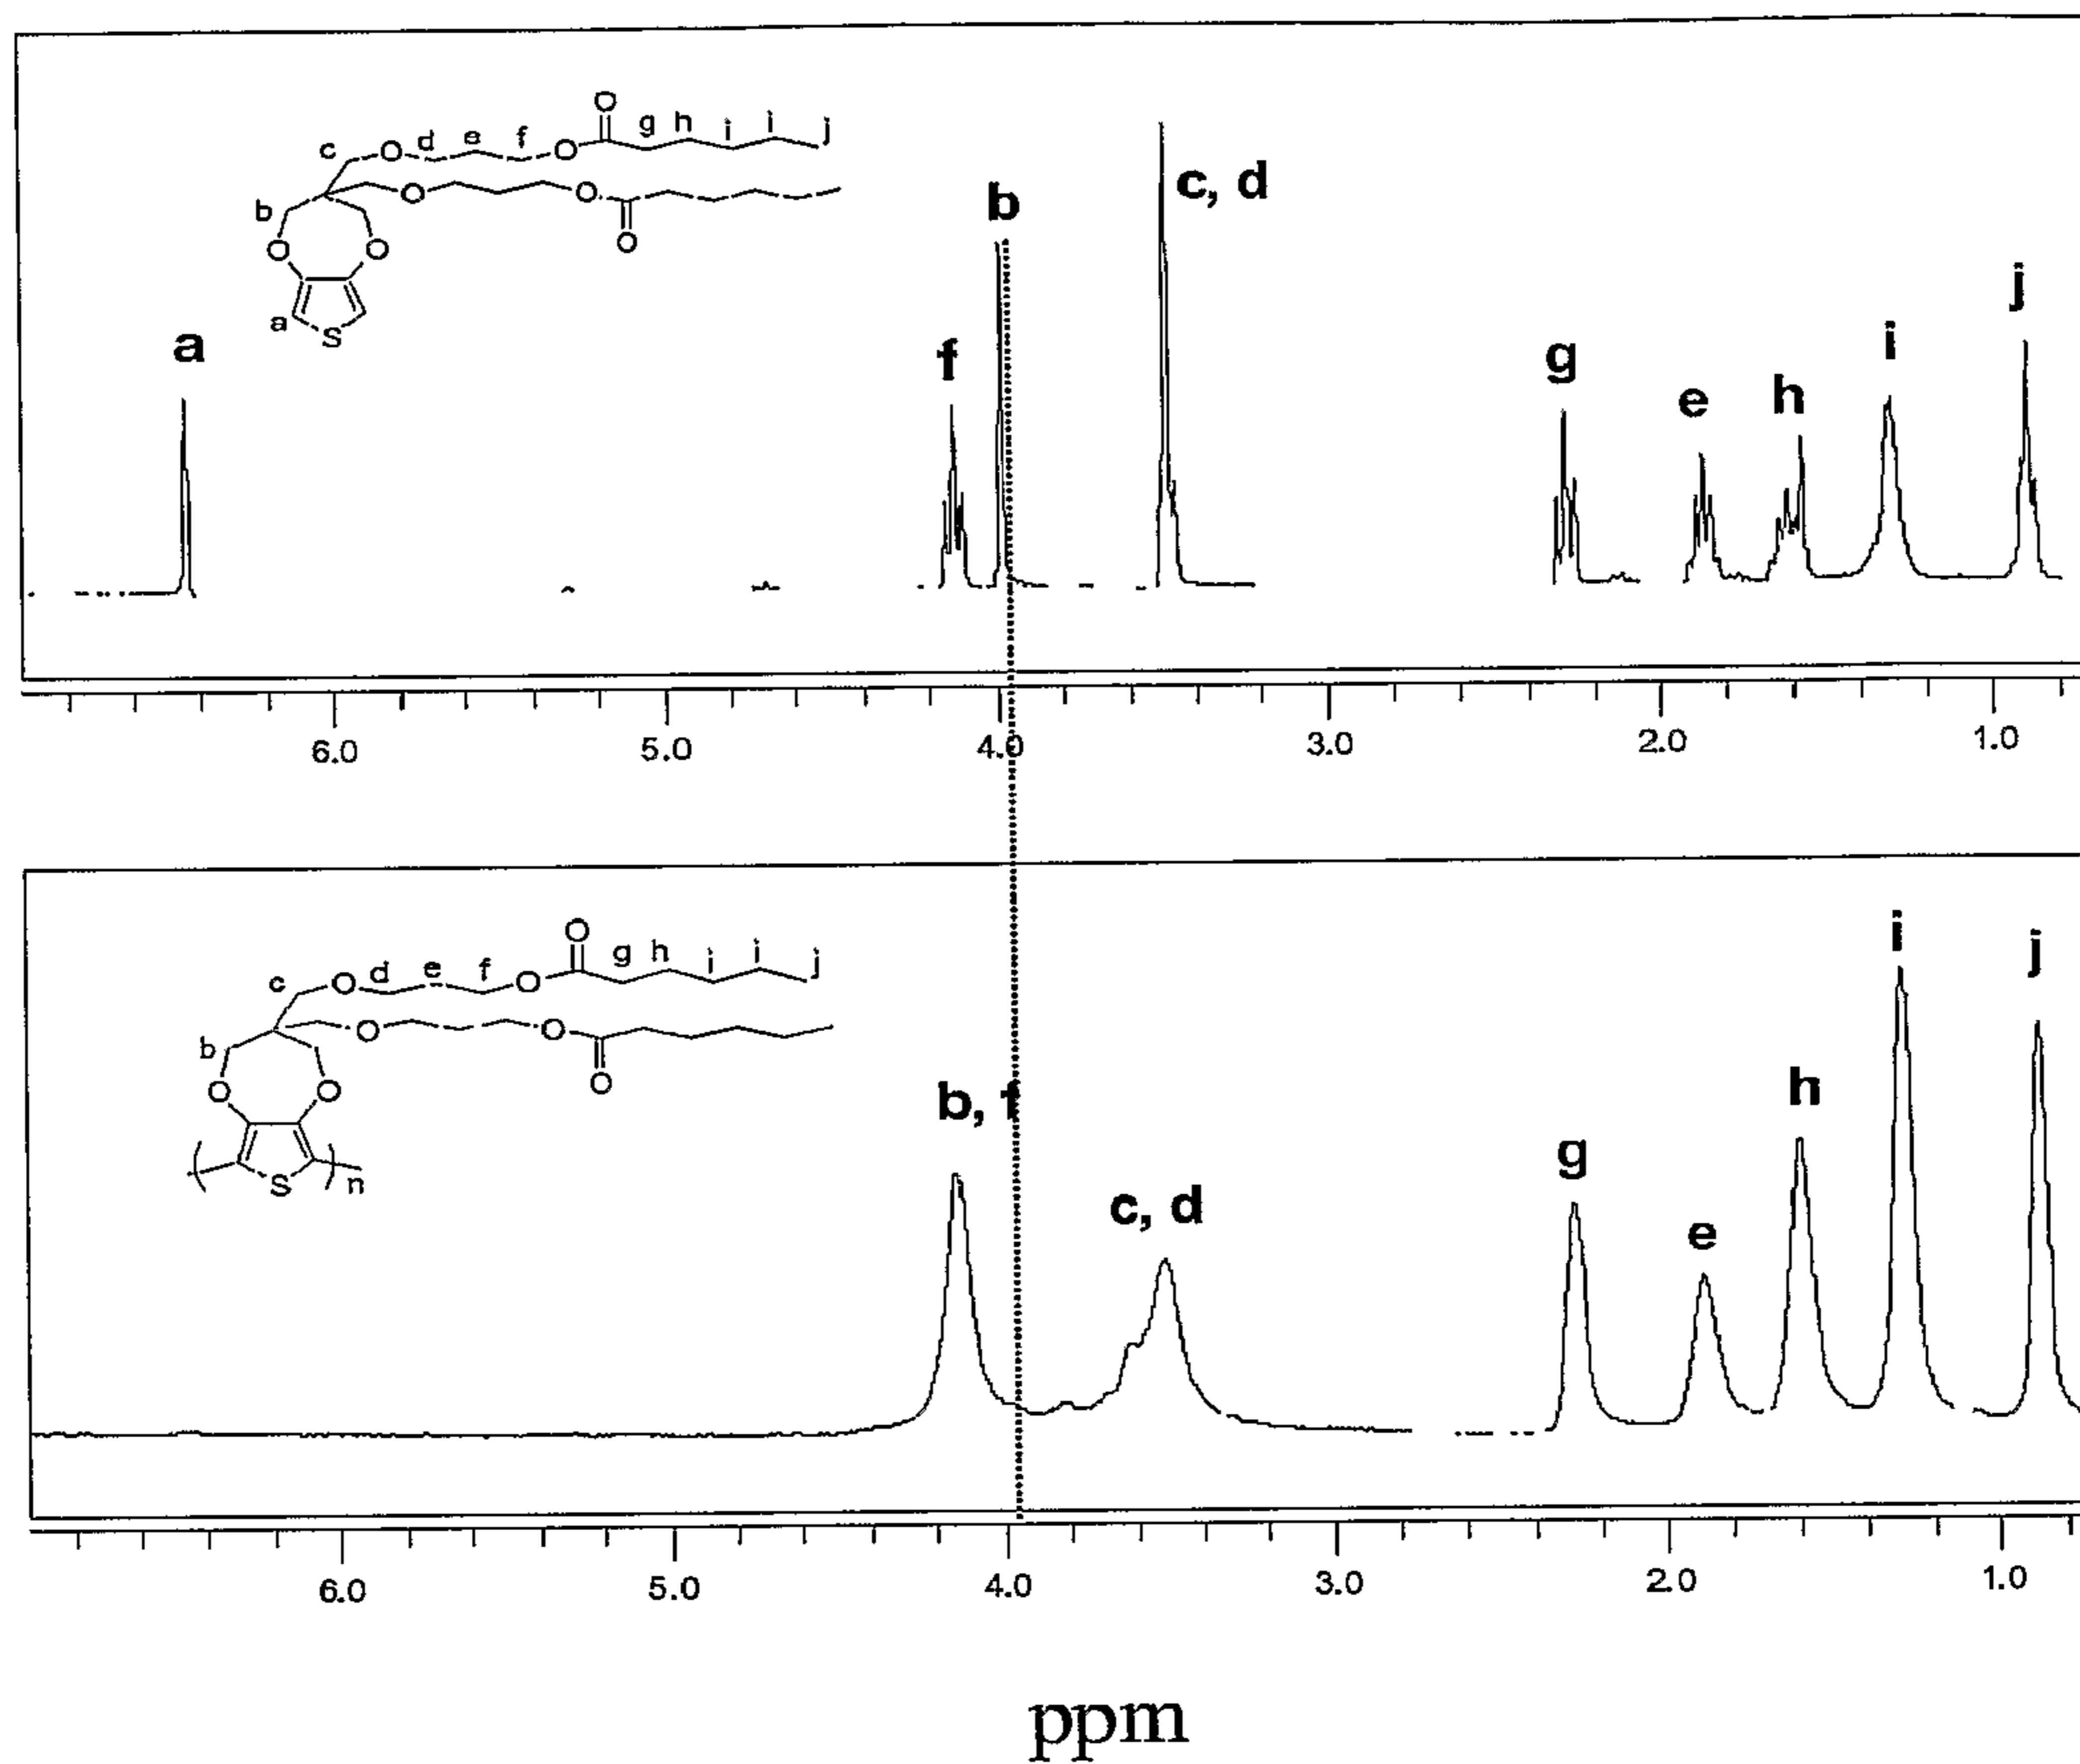 O
c O d e f O g h i i j
O O
b
O O
O
a S
a
f
b
c, d
g
e
h
i
j
6.0 5.0 4.0 3.0 2.0 1.0
O
c O d e f O g h i i j
O O
b
O O
O
S n
b, f
c, d
g
e
h
i
j
6.0 5.0 4.0 3.0 2.0 1.0
ppm